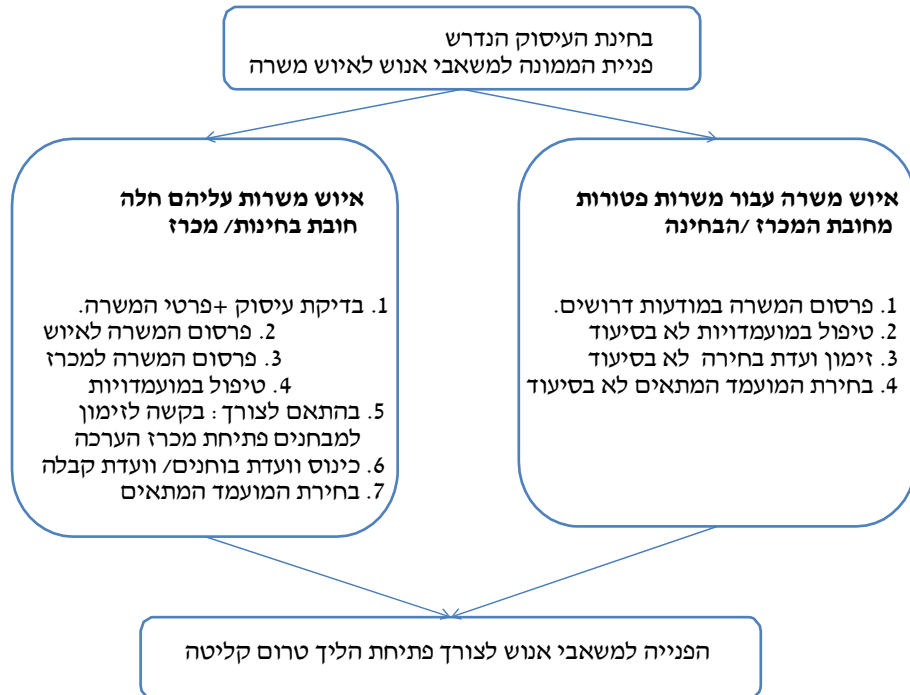 בחינת העיסוק הנדרש
פניית הממונה למשאבי אנוש לאיוש משרה
איוש משרה עבור משרות פטורות
מחובת המכרז /הבחינה
1. פרסום המשרה במודעות דרושים.
2. טיפול במועמדויות לא בסיעוד
3. זימון ועדת בחירה לא בסיעוד
4. בחירת המועמד המתאים לא בסיעוד
איוש משרות עליהם חלה
חובת בחינות/ מכרז
1. בדיקת עיסוק +פרטי המשרה.
2. פרסום המשרה לאיוש
3. פרסום המשרה למכרז
4. טיפול במועמדויות
5. בהתאם לצורך : בקשה לזימון
למבחנים פתיחת מכרז הערכה
6. כינוס וועדת בוחנים/ וועדת קבלה
7. בחירת המועמד המתאים
הפנייה למשאבי אנוש לצורך פתיחת הליך טרום קליטה